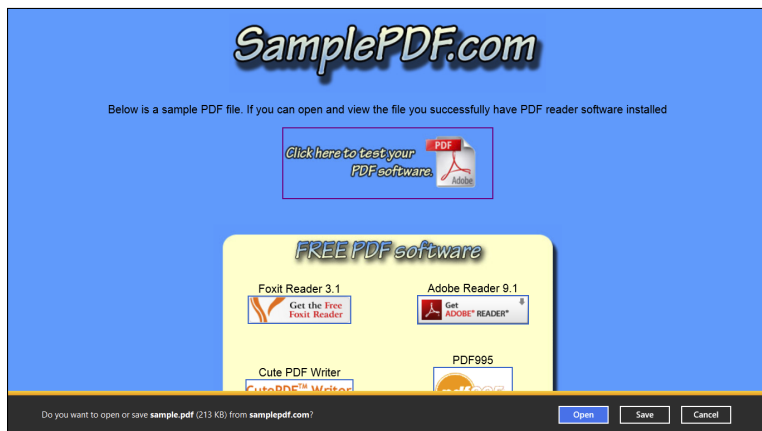 SamplePDF.com
Below is a sample PDF file. If you can open and view the file you successfully have PDF reader software installed
Click here to test your
PDF software.
PDF
Adobe
FREE PDF software
Foxit Reader 3.1
Adobe Reader 9.1
Get the Free
Foxit Reader
Get
ADOBE® READER®
Cute PDF Writer
PDF995
CutePDF™ Writer
pdf995
Do you want to open or save sample.pdf (213 KB) from samplepdf.com?
Open
Save
Cancel